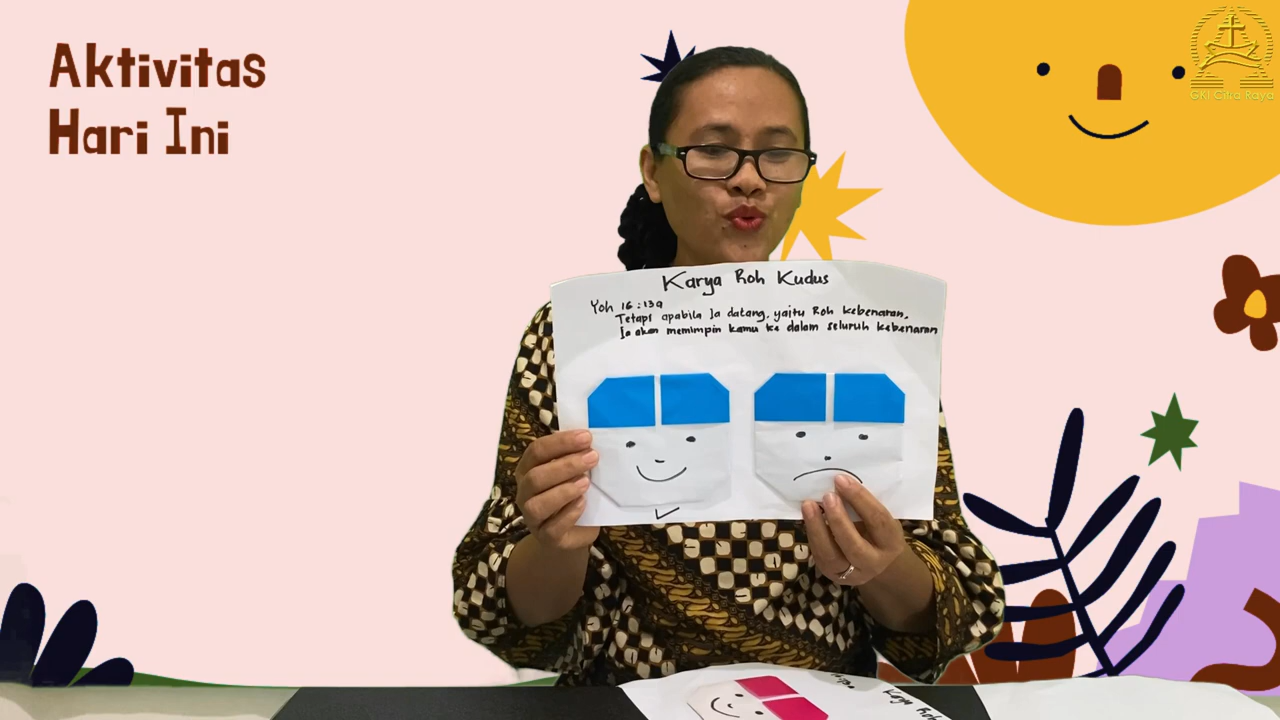 Aktivitas
Hari Ini
GKI Citra Raya
Karya Roh Kudus
Yoh 16:13a
Tetapi apabila Ia datang, yaitu Roh kebenaran,
Ia akan memimpin kamu ke dalam seluruh kebenaran